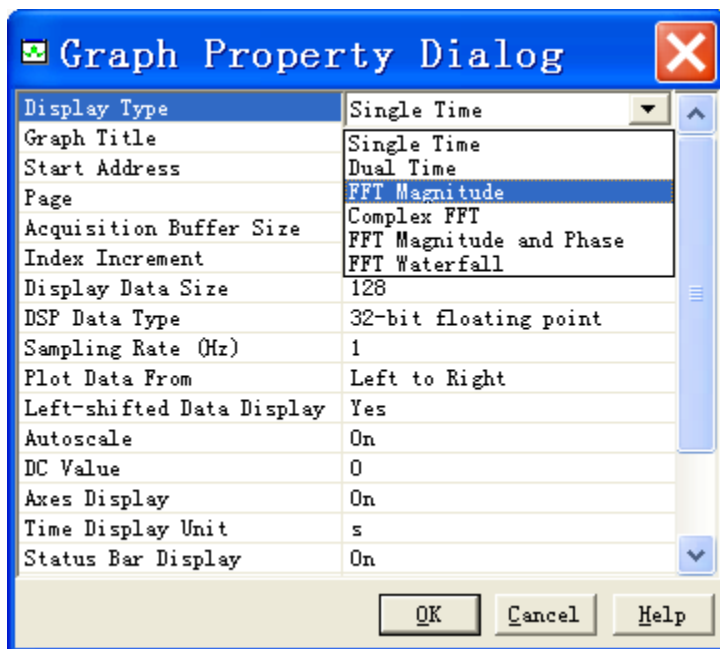 Graph Property Dialog
Display Type Single Time
Graph Title Single Time
Start Address Dual Time
Page FFT Magnitude
Acquisition Buffer Size Complex FFT
Index Increment FFT Magnitude and Phase
FFT Waterfall
Display Data Size 128
DSP Data Type 32-bit floating point
Sampling Rate (Hz) 1
Plot Data From Left to Right
Left-shifted Data Display Yes
Autoscale On
DC Value 0
Axes Display On
Time Display Unit s
Status Bar Display On
OK Cancel Help